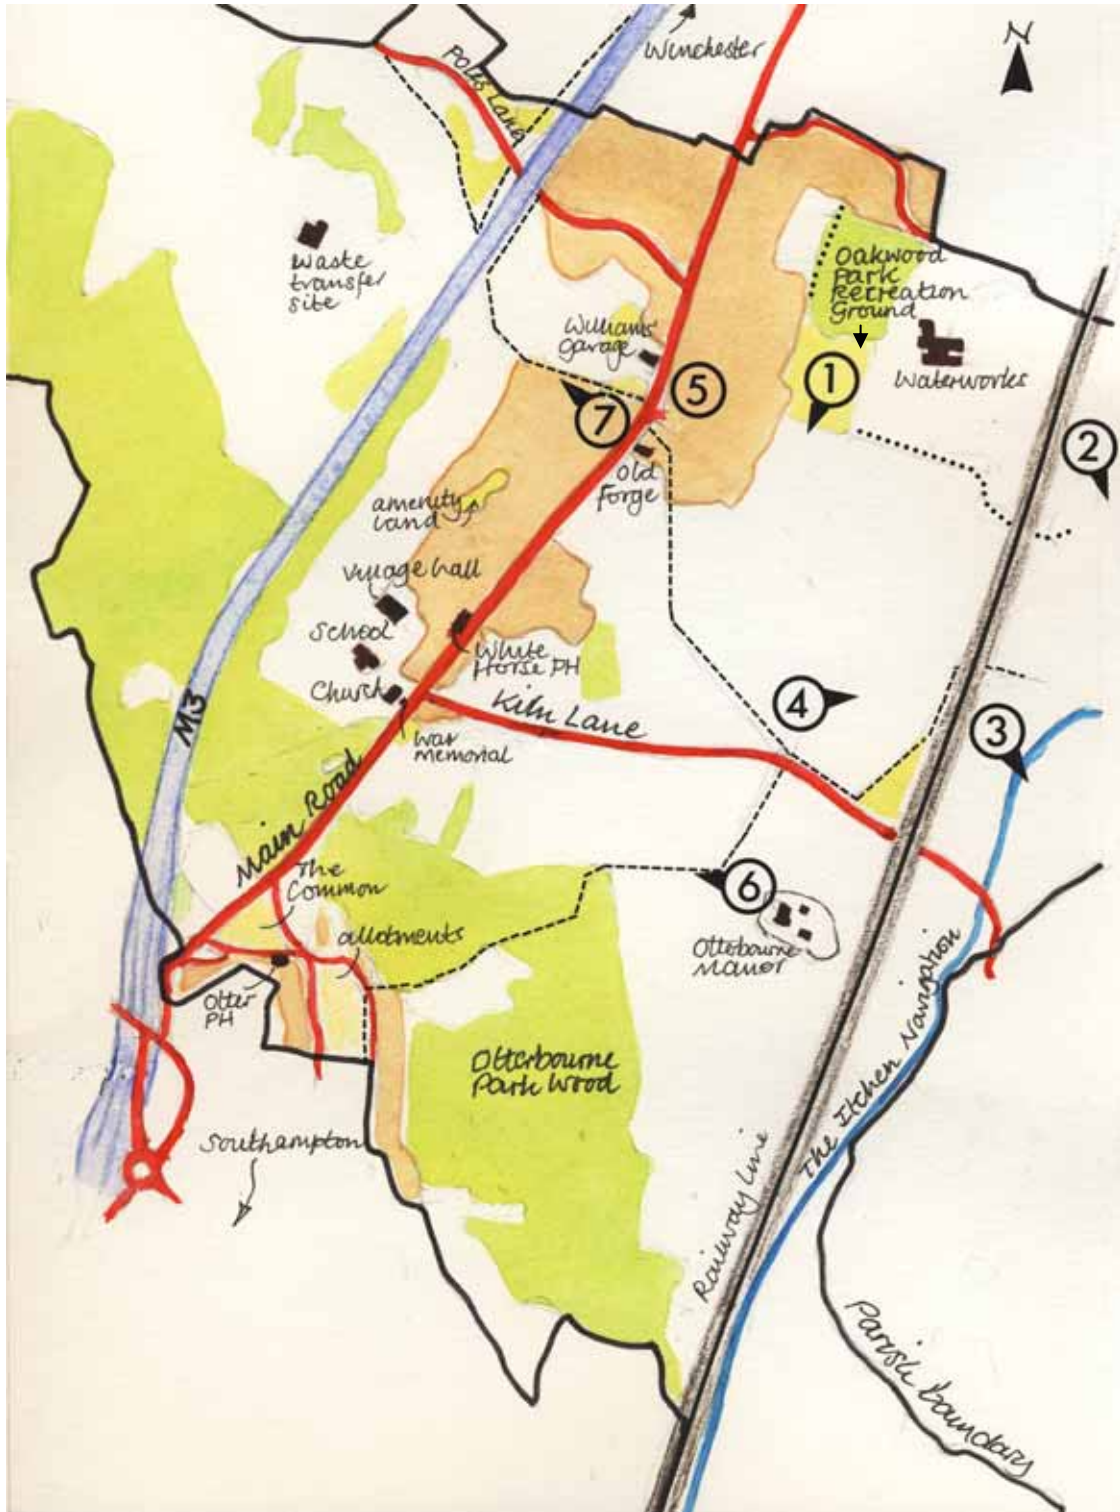 N
Winchester
Poles Lane
Waste
transfer
site
Oakwood
Park
Recreation
Ground
Williams'
Garage
Waterworks
1
5
7
2
Old
Forge
amenity
land
Village hall
School
White
Horse PH
Church
Kiln Lane
War
Memorial
4
3
M3
Main Road
The
Common
allotments
6
Otterbourne
Manor
Otter
PH
The Itchen Navigation
Otterbourne
Park Wood
Southampton
Railway Line
Parish boundary